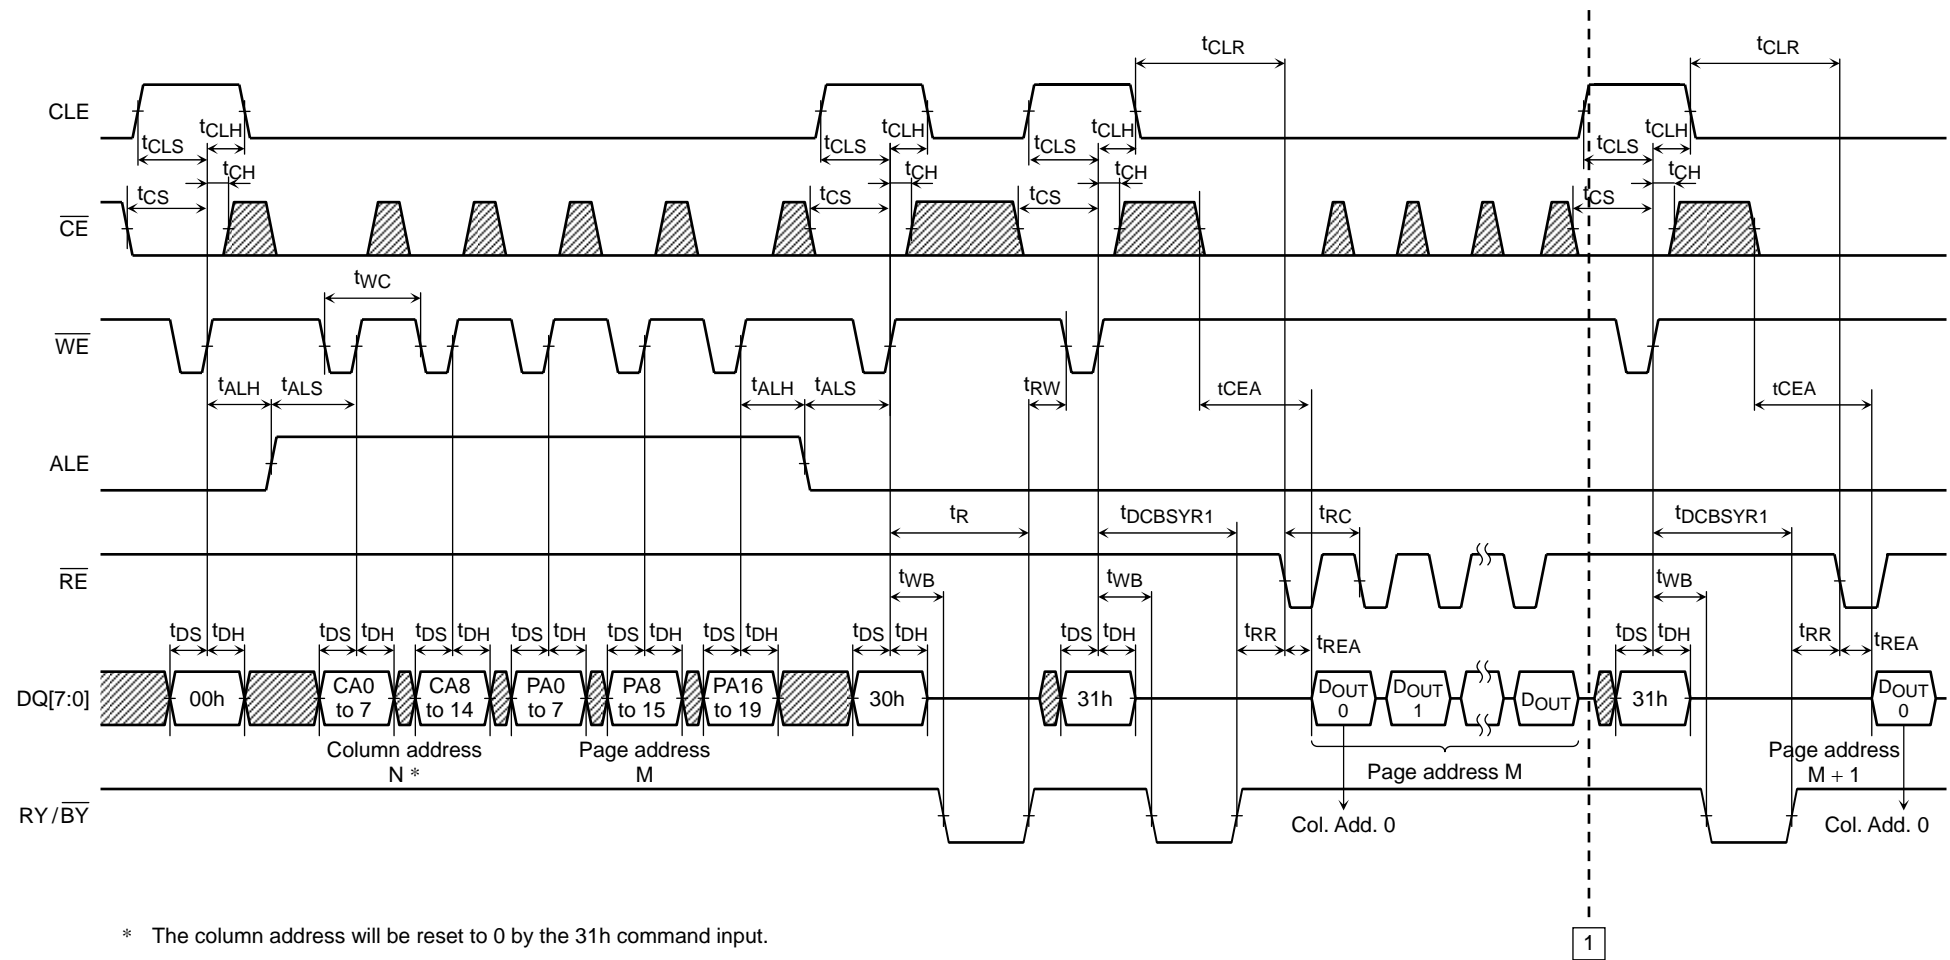 tCLR tCLR
CLE
tCLS tCLH tCLS tCLH tCLS tCLH tCLS tCLH
tCS tCH tCS tCH tCS tCH tCS tCH
CE
tWC
WE
tALH tALS tALH tALS tRW tCEA tCEA
ALE
tR tDCBSYR1 tRC tDCBSYR1
RE
tWB tWB tWB
tDS tDH tDS tDH tDS tDH tDS tDH tDS tDH tDS tDH tDS tDH tDS tDH tRR tREA tDS tDH tRR tREA
DQ[7:0]
00h
CA0 to 7
CA8 to 14
PA0 to 7
PA8 to 15
PA16 to 19
30h
31h
DOUT 0
DOUT 1
DOUT
31h
DOUT 0
Column address
N *
Page address
M
Page address M
Page address
M + 1
RY/BY
Col. Add. 0
Col. Add. 0
* The column address will be reset to 0 by the 31h command input.
1